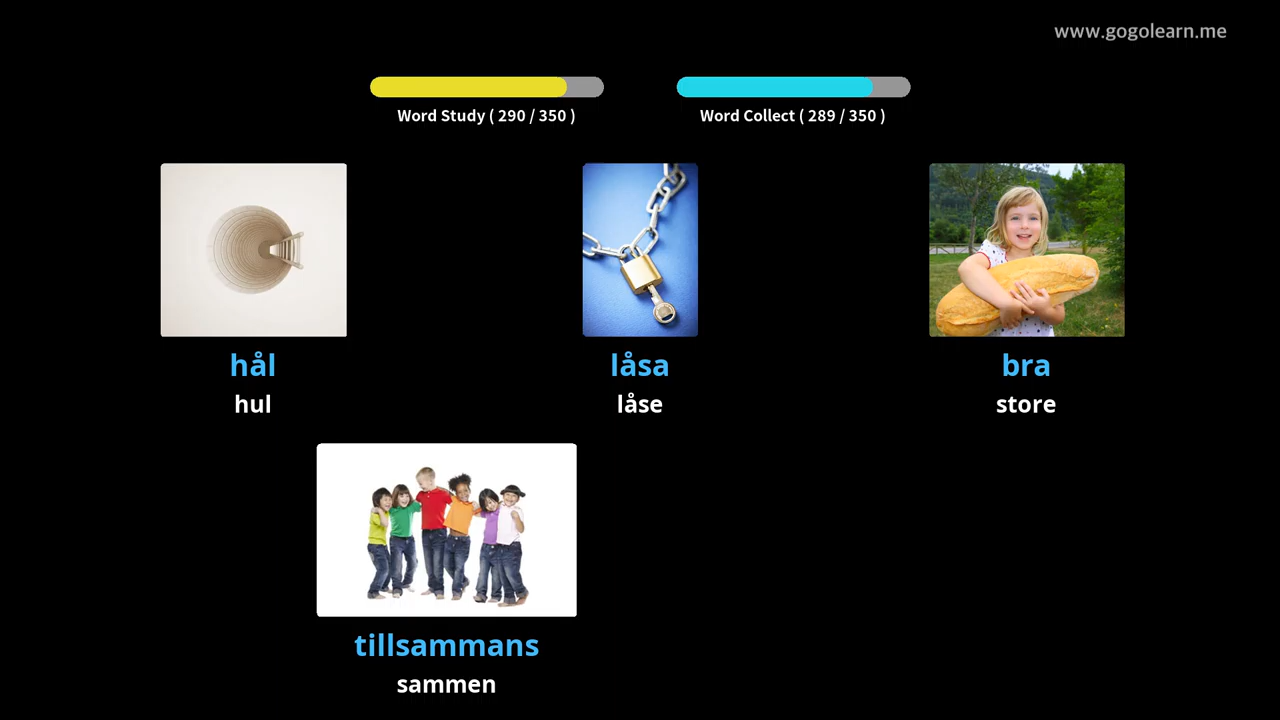 www.gogolearn.me
Word Study ( 290 / 350 )
Word Collect ( 289 / 350 )
hål
hul
låsa
låse
bra
store
tillsammans
sammen